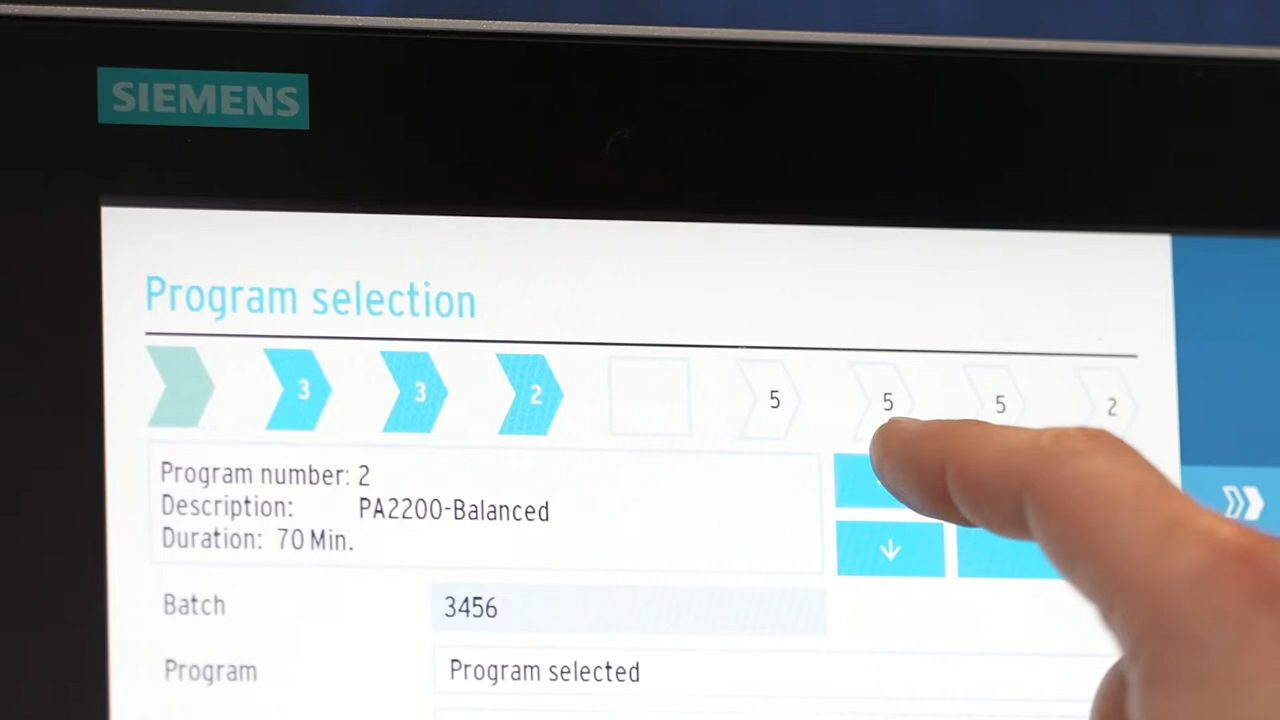 SIEMENS
Program selection
3 3 2 5 5 5 2
Program number: 2
Description: PA2200-Balanced
Duration: 70 Min.
Batch 3456
Program Program selected